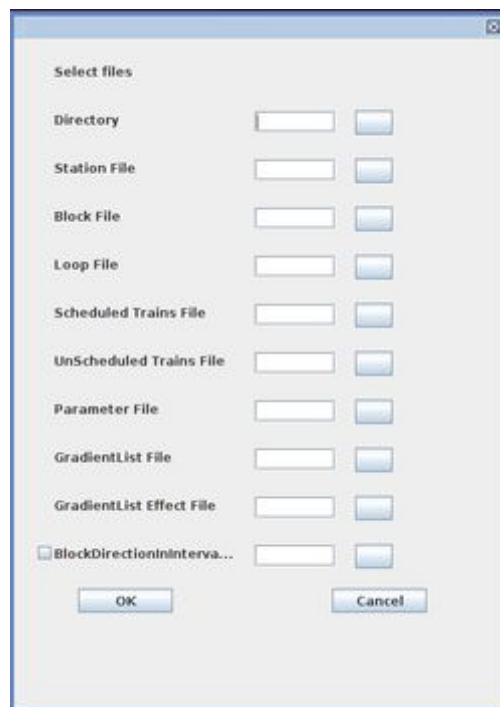 Select files
Directory
Station File
Block File
Loop File
Scheduled Trains File
UnScheduled Trains File
Parameter File
GradientList File
GradientList Effect File
BlockDirectionInInterva...
OK Cancel